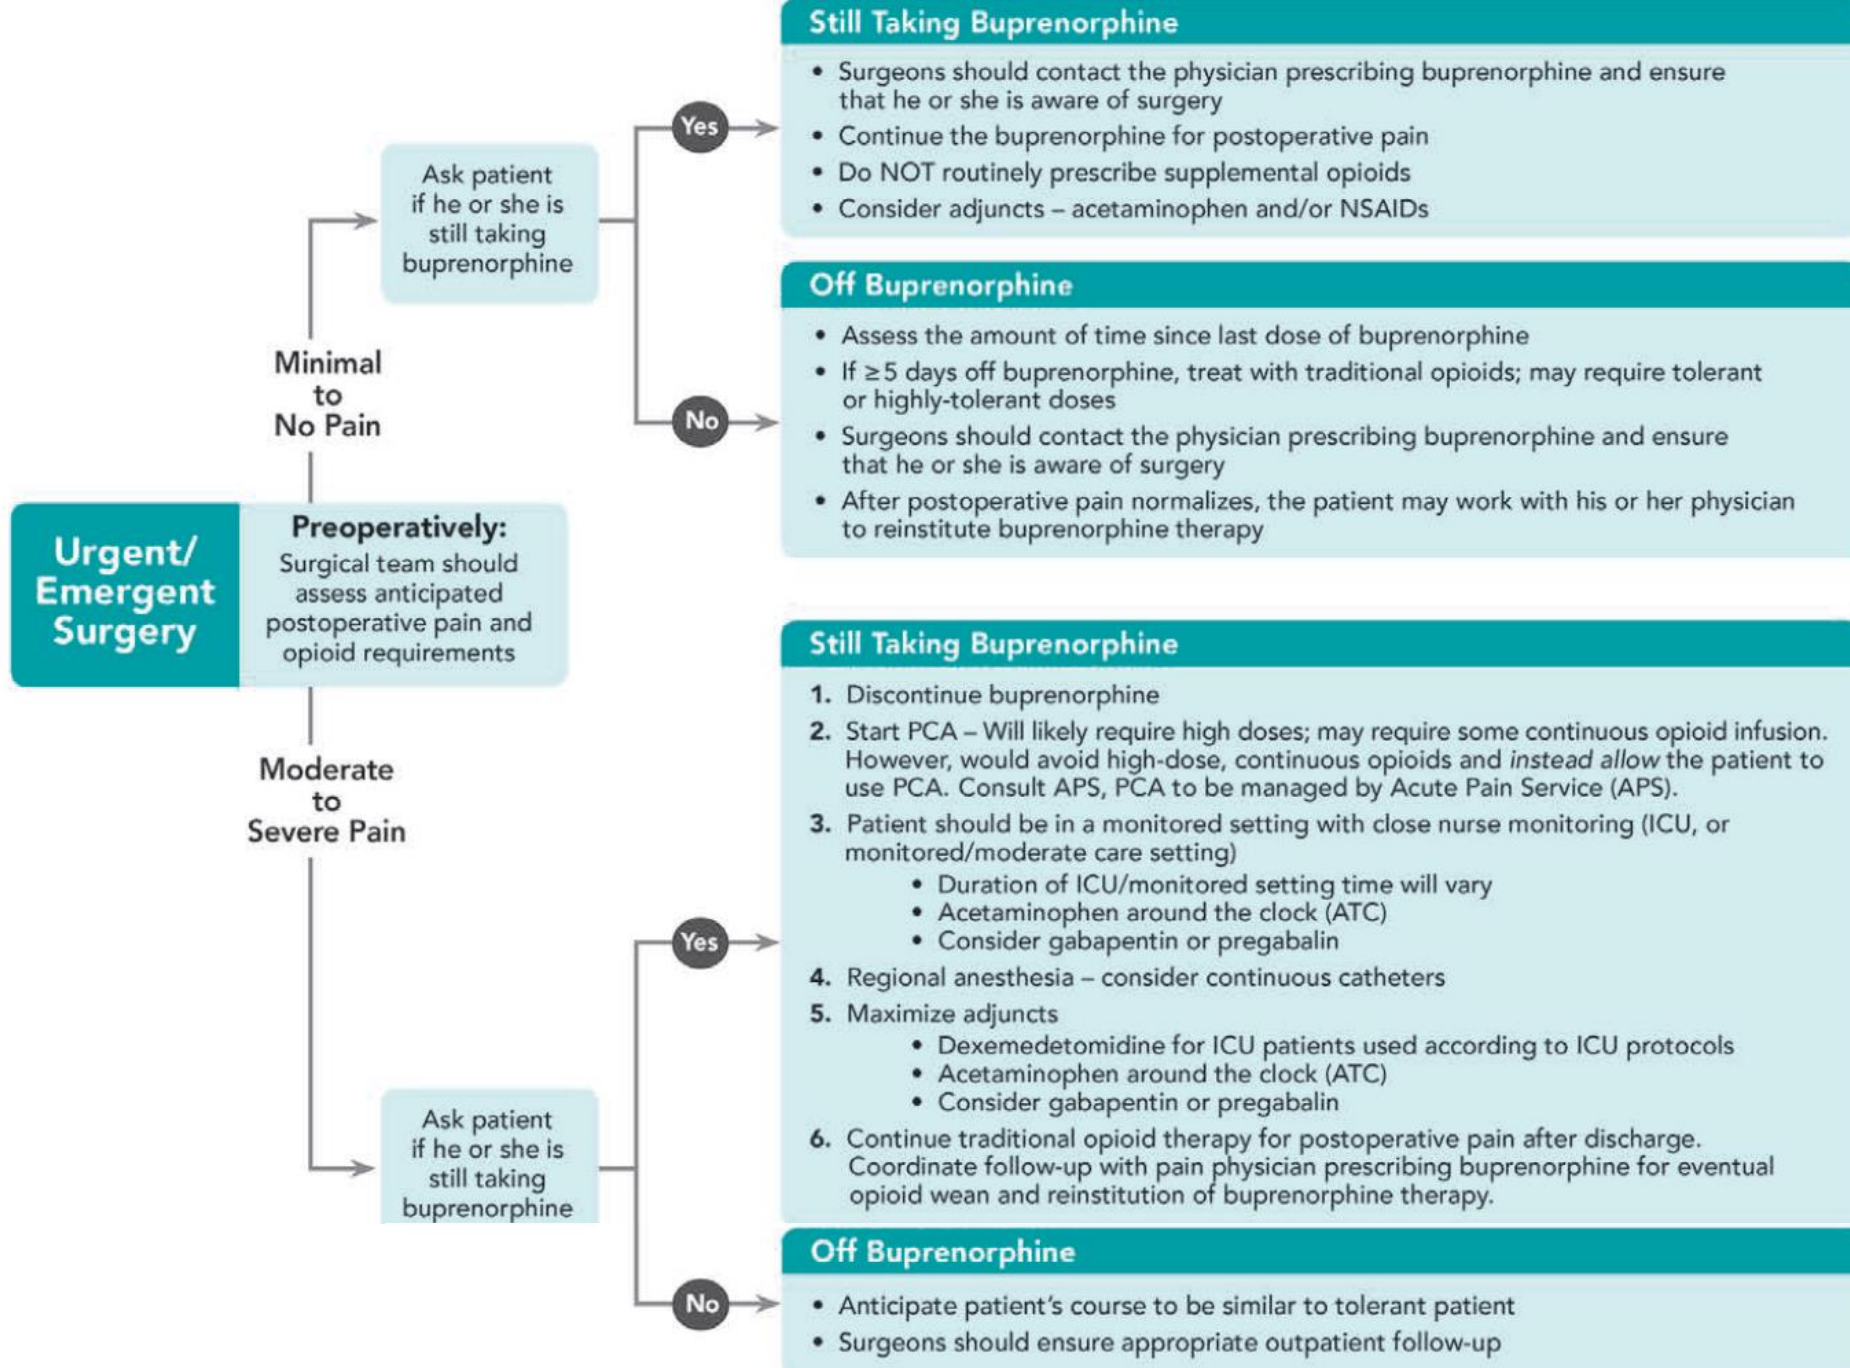 Urgent/
Emergent
Surgery
Preoperatively:
Surgical team should
assess anticipated
postoperative pain and
opioid requirements
Minimal
to
No Pain
Ask patient
if he or she is
still taking
buprenorphine
Yes
Still Taking Buprenorphine
• Surgeons should contact the physician prescribing buprenorphine and ensure
that he or she is aware of surgery
• Continue the buprenorphine for postoperative pain
• Do NOT routinely prescribe supplemental opioids
• Consider adjuncts – acetaminophen and/or NSAIDs
No
Off Buprenorphine
• Assess the amount of time since last dose of buprenorphine
• If ≥5 days off buprenorphine, treat with traditional opioids; may require tolerant
or highly-tolerant doses
• Surgeons should contact the physician prescribing buprenorphine and ensure
that he or she is aware of surgery
• After postoperative pain normalizes, the patient may work with his or her physician
to reinstitute buprenorphine therapy
Moderate
to
Severe Pain
Ask patient
if he or she is
still taking
buprenorphine
Yes
Still Taking Buprenorphine
1. Discontinue buprenorphine
2. Start PCA – Will likely require high doses; may require some continuous opioid infusion.
However, would avoid high-dose, continuous opioids and instead allow the patient to
use PCA. Consult APS, PCA to be managed by Acute Pain Service (APS).
3. Patient should be in a monitored setting with close nurse monitoring (ICU, or
monitored/moderate care setting)
• Duration of ICU/monitored setting time will vary
• Acetaminophen around the clock (ATC)
• Consider gabapentin or pregabalin
4. Regional anesthesia – consider continuous catheters
5. Maximize adjuncts
• Dexemedetomidine for ICU patients used according to ICU protocols
• Acetaminophen around the clock (ATC)
• Consider gabapentin or pregabalin
6. Continue traditional opioid therapy for postoperative pain after discharge.
Coordinate follow-up with pain physician prescribing buprenorphine for eventual
opioid wean and reinstitution of buprenorphine therapy.
No
Off Buprenorphine
• Anticipate patient's course to be similar to tolerant patient
• Surgeons should ensure appropriate outpatient follow-up